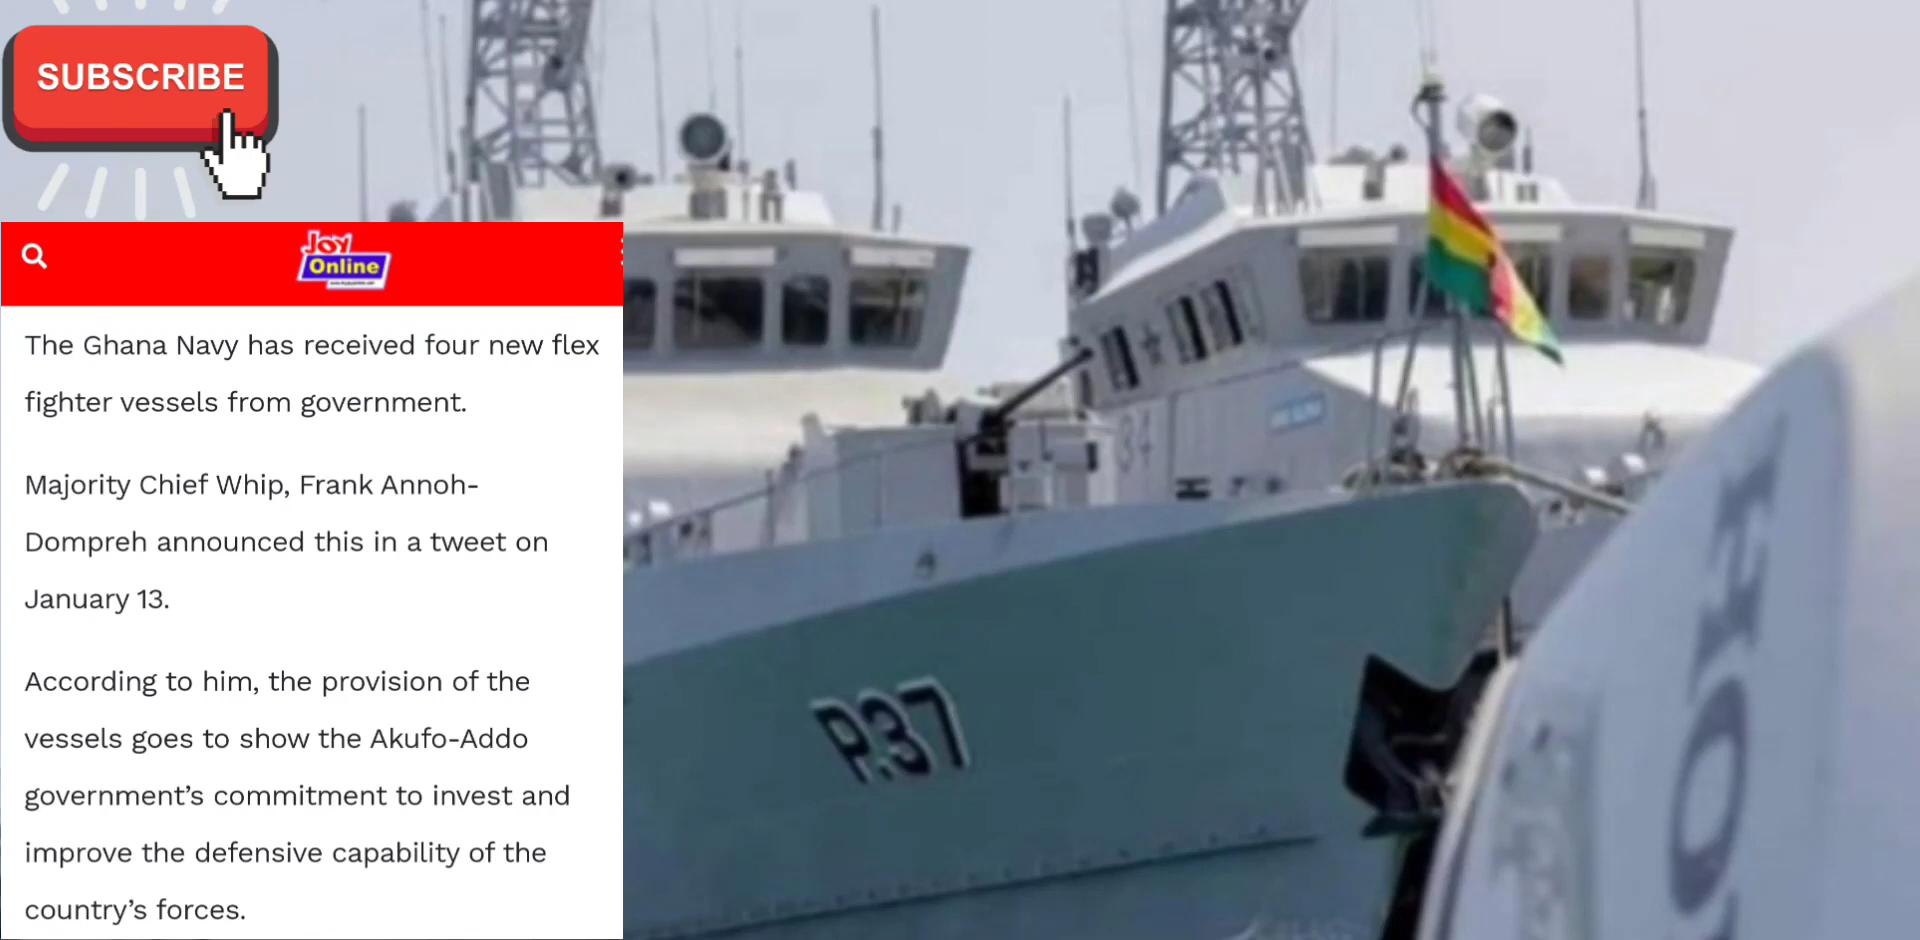 SUBSCRIBE
Joy
Online
The Ghana Navy has received four new flex
fighter vessels from government.
Majority Chief Whip, Frank Annoh-
Dompreh announced this in a tweet on
January 13.
According to him, the provision of the
vessels goes to show the Akufo-Addo
government’s commitment to invest and
improve the defensive capability of the
country’s forces.
34
P.37